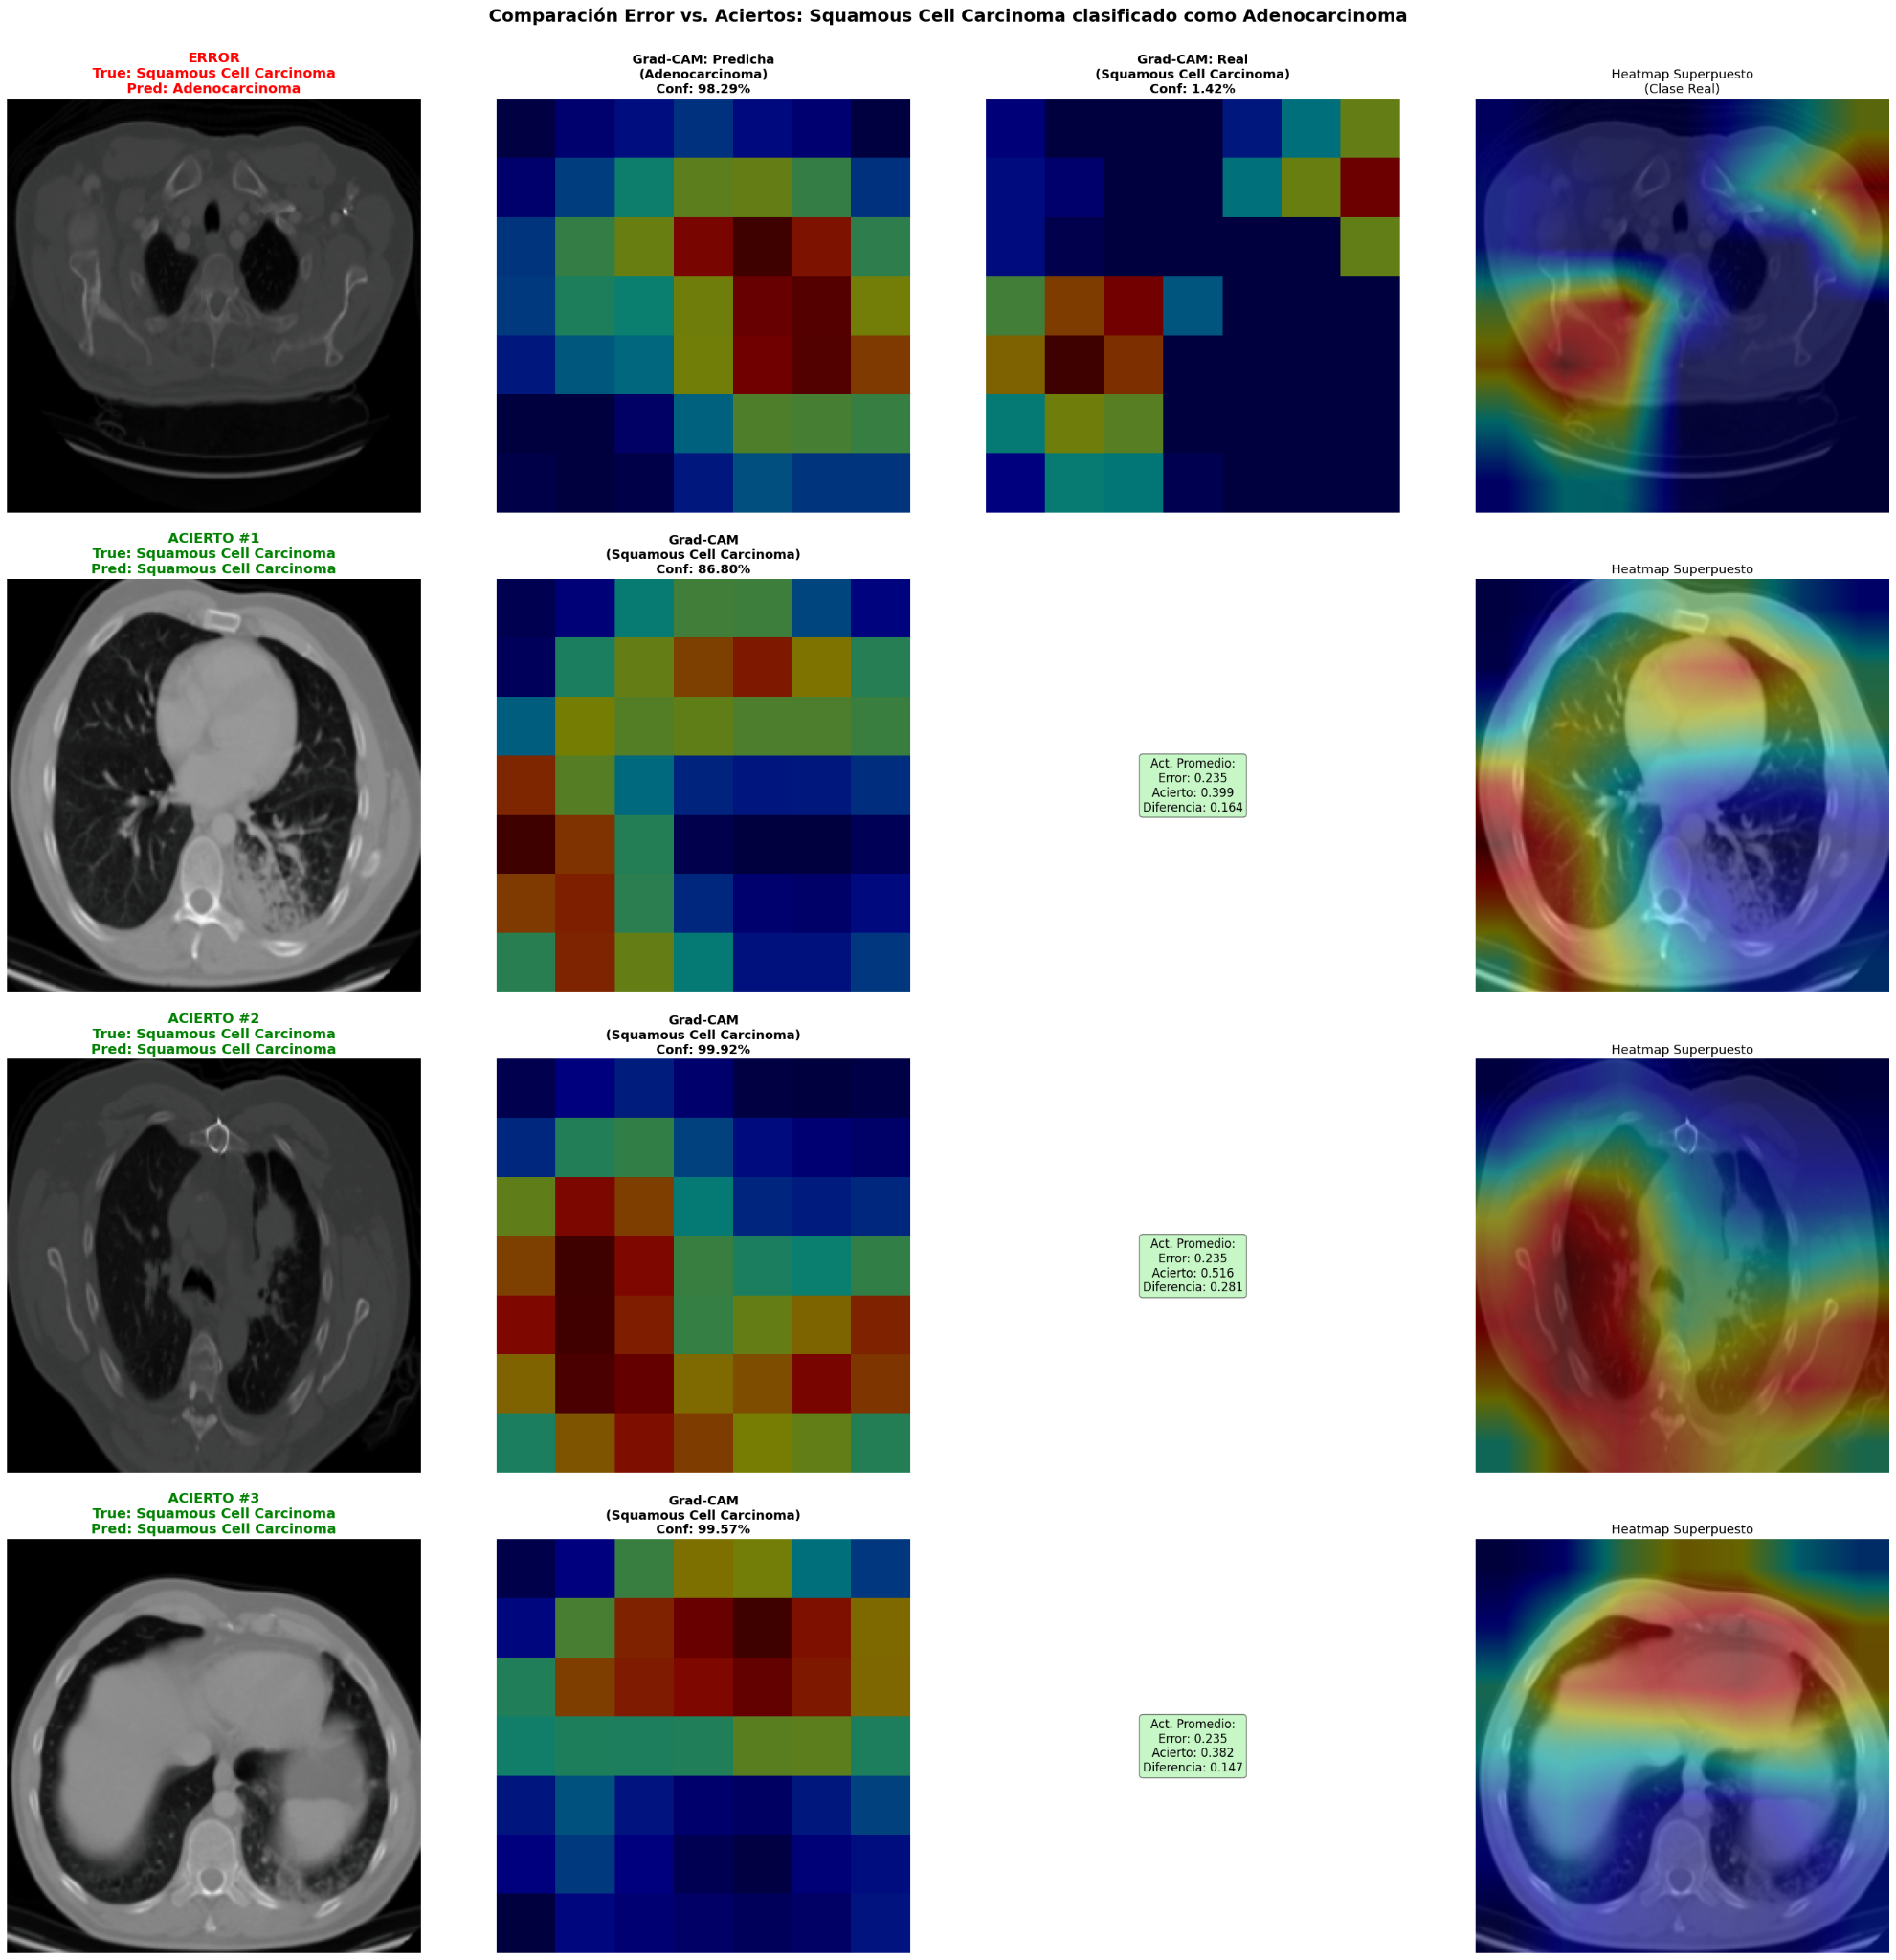 Comparación Error vs. Aciertos: Squamous Cell Carcinoma clasificado como Adenocarcinoma
ERROR
True: Squamous Cell Carcinoma
Pred: Adenocarcinoma
Grad-CAM: Predicha
(Adenocarcinoma)
Conf: 98.29%
Grad-CAM: Real
(Squamous Cell Carcinoma)
Conf: 1.42%
Heatmap Superpuesto
(Clase Real)
ACIERTO #1
True: Squamous Cell Carcinoma
Pred: Squamous Cell Carcinoma
Grad-CAM
(Squamous Cell Carcinoma)
Conf: 86.80%
Act. Promedio:
Error: 0.235
Acierto: 0.399
Diferencia: 0.164
Heatmap Superpuesto
ACIERTO #2
True: Squamous Cell Carcinoma
Pred: Squamous Cell Carcinoma
Grad-CAM
(Squamous Cell Carcinoma)
Conf: 99.92%
Act. Promedio:
Error: 0.235
Acierto: 0.516
Diferencia: 0.281
Heatmap Superpuesto
ACIERTO #3
True: Squamous Cell Carcinoma
Pred: Squamous Cell Carcinoma
Grad-CAM
(Squamous Cell Carcinoma)
Conf: 99.57%
Act. Promedio:
Error: 0.235
Acierto: 0.382
Diferencia: 0.147
Heatmap Superpuesto